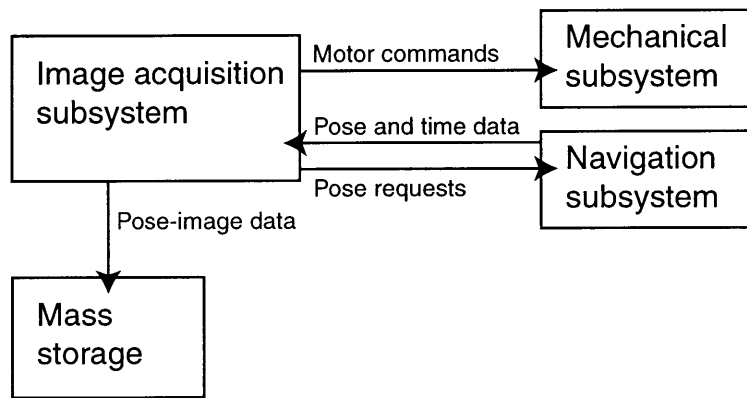 Image acquisition
subsystem
Motor commands
Mechanical
subsystem
Pose and time data
Pose requests
Navigation
subsystem
Pose-image data
Mass
storage